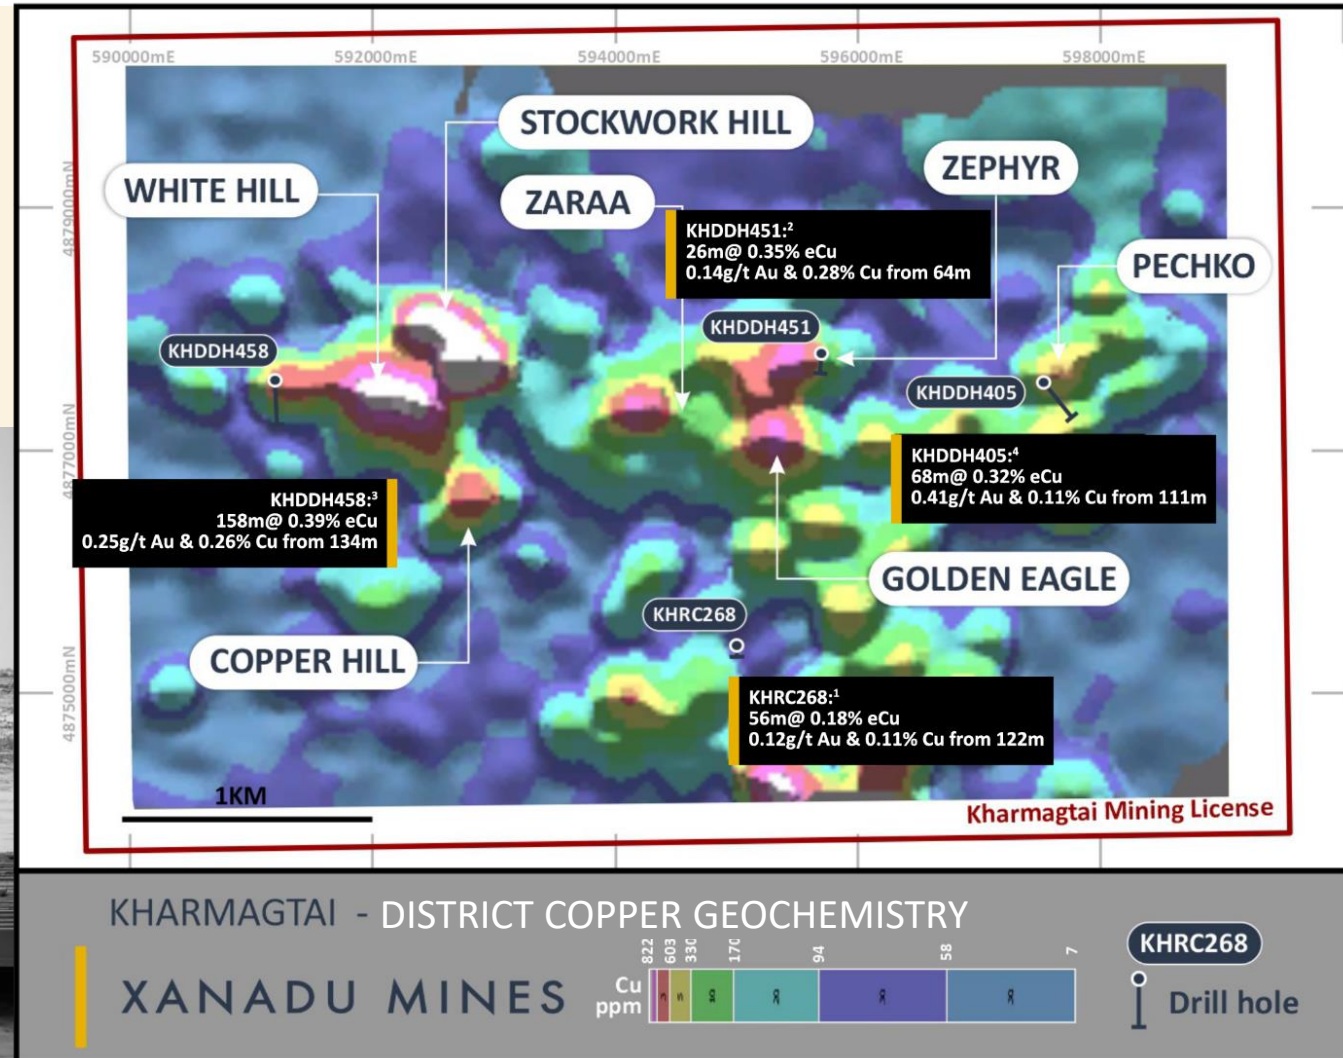 590000mE
592000mE
594000mE
596000mE
598000mE
STOCKWORK HILL
WHITE HILL
ZARAA
ZEPHYR
PECHKO
4879000mN
KHDDH451:²
26m@ 0.35% eCu
0.14g/t Au & 0.28% Cu from 64m
KHDDH451
KHDDH458
KHDDH405
4877000mN
KHDDH405:⁴
68m@ 0.32% eCu
0.41g/t Au & 0.11% Cu from 111m
KHDDH458:³
158m@ 0.39% eCu
0.25g/t Au & 0.26% Cu from 134m
GOLDEN EAGLE
KHRC268
COPPER HILL
4875000mN
KHRC268:¹
56m@ 0.18% eCu
0.12g/t Au & 0.11% Cu from 122m
1KM
Kharmagtai Mining License
KHARMAGTAI - DISTRICT COPPER GEOCHEMISTRY
XANADU MINES
Cu
ppm
822
603
330
170
94
58
7
KHRC268
Drill hole